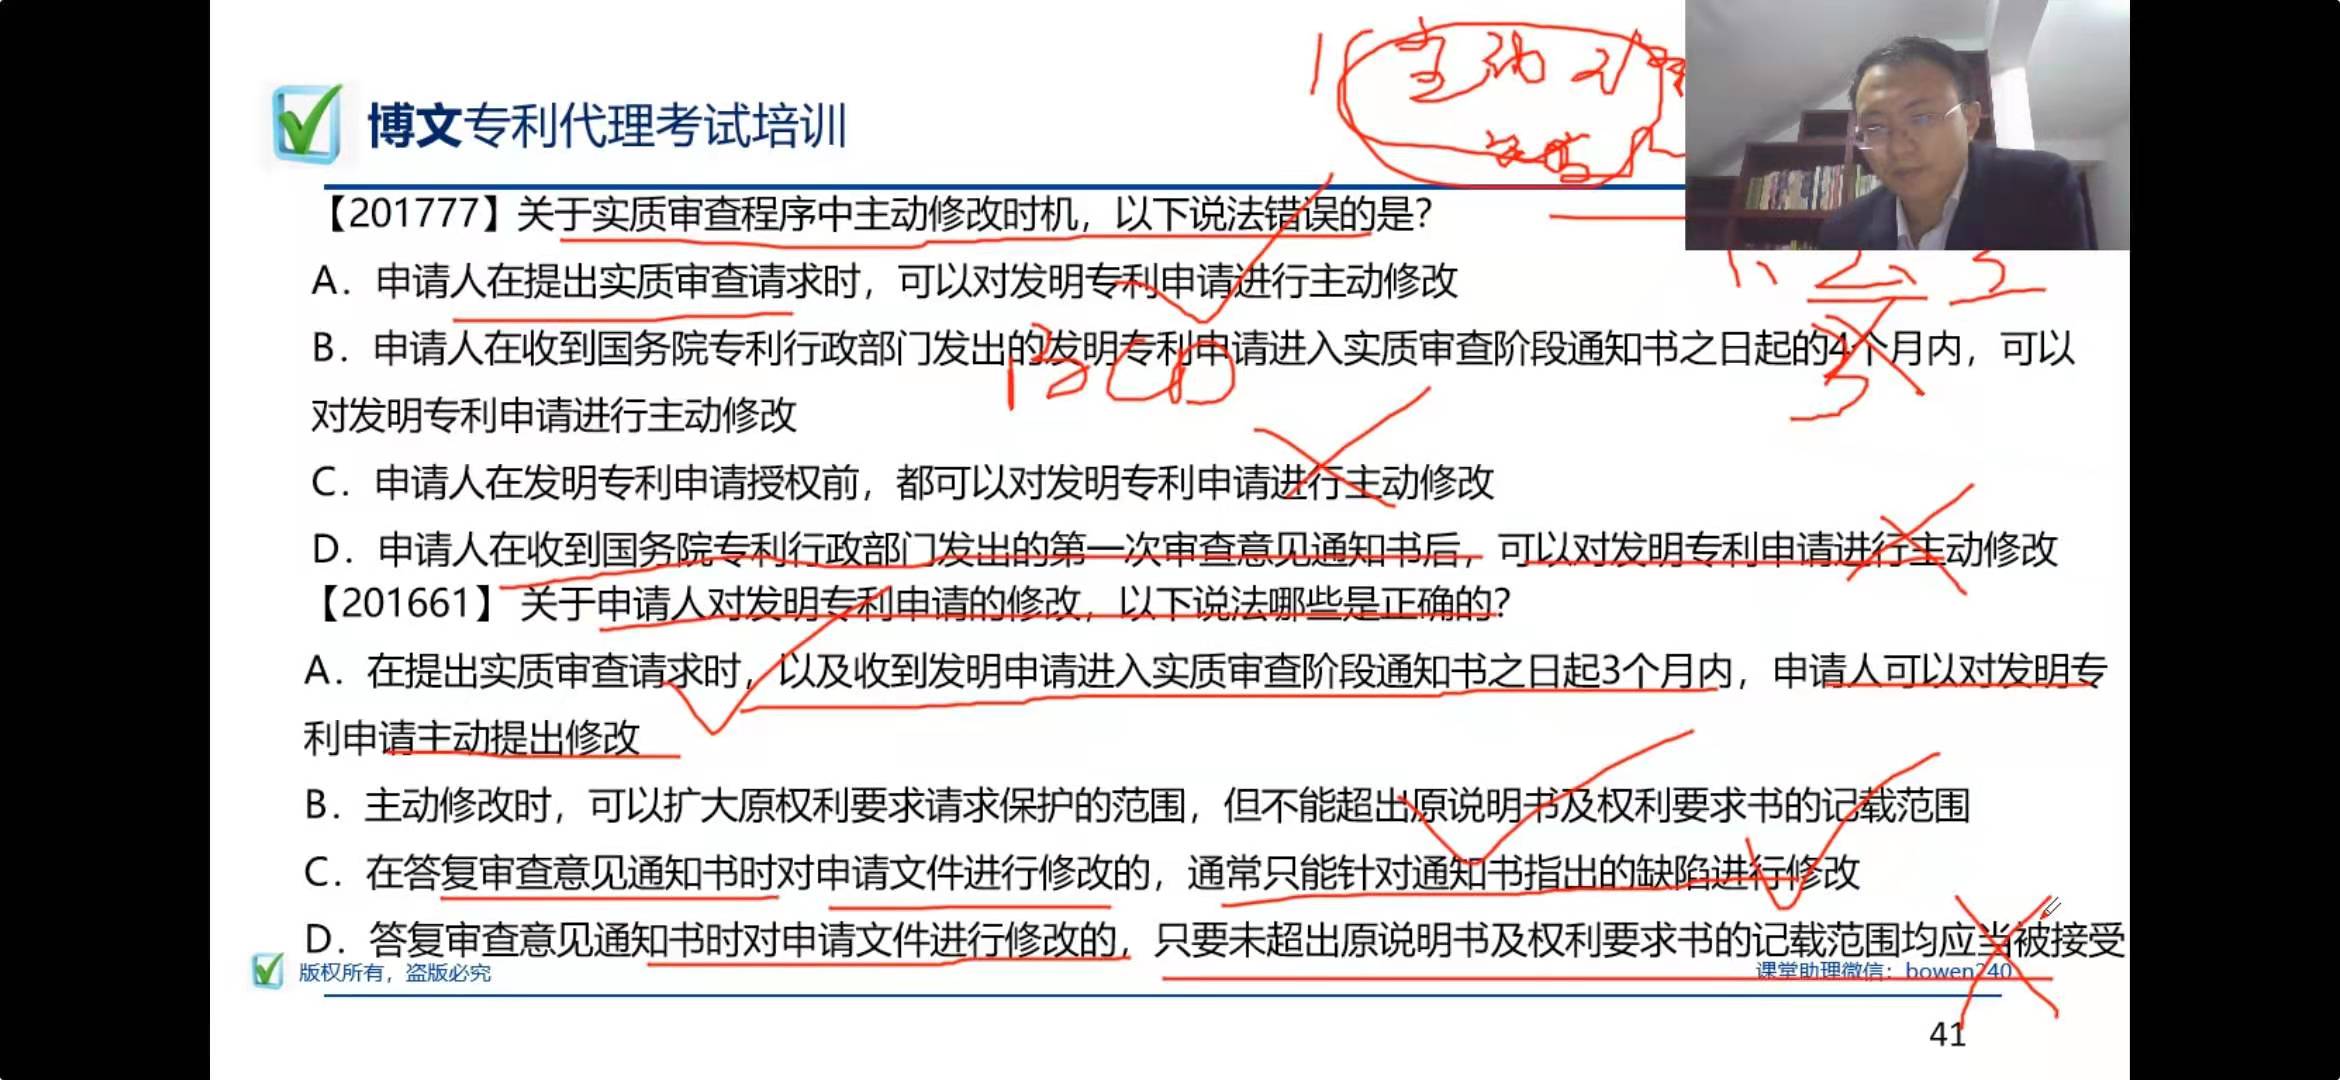 博文专利代理考试培训
主动
【201777】关于实质审查程序中主动修改时机，以下说法错误的是？
A．申请人在提出实质审查请求时，可以对发明专利申请进行主动修改
B．申请人在收到国务院专利行政部门发出的发明专利申请进入实质审查阶段通知书之日起的4个月内，可以
对发明专利申请进行主动修改
3
BCD
C．申请人在发明专利申请授权前，都可以对发明专利申请进行主动修改
D．申请人在收到国务院专利行政部门发出的第一次审查意见通知书后，可以对发明专利申请进行主动修改
【201661】 关于申请人对发明专利申请的修改，以下说法哪些是正确的？
A．在提出实质审查请求时，以及收到发明申请进入实质审查阶段通知书之日起3个月内，申请人可以对发明专
利申请主动提出修改
B．主动修改时，可以扩大原权利要求请求保护的范围，但不能超出原说明书及权利要求书的记载范围
C．在答复审查意见通知书时对申请文件进行修改的，通常只能针对通知书指出的缺陷进行修改
D．答复审查意见通知书时对申请文件进行修改的，只要未超出原说明书及权利要求书的记载范围均应当被接受
版权所有，盗版必究
课堂助理微信：bowen240
41